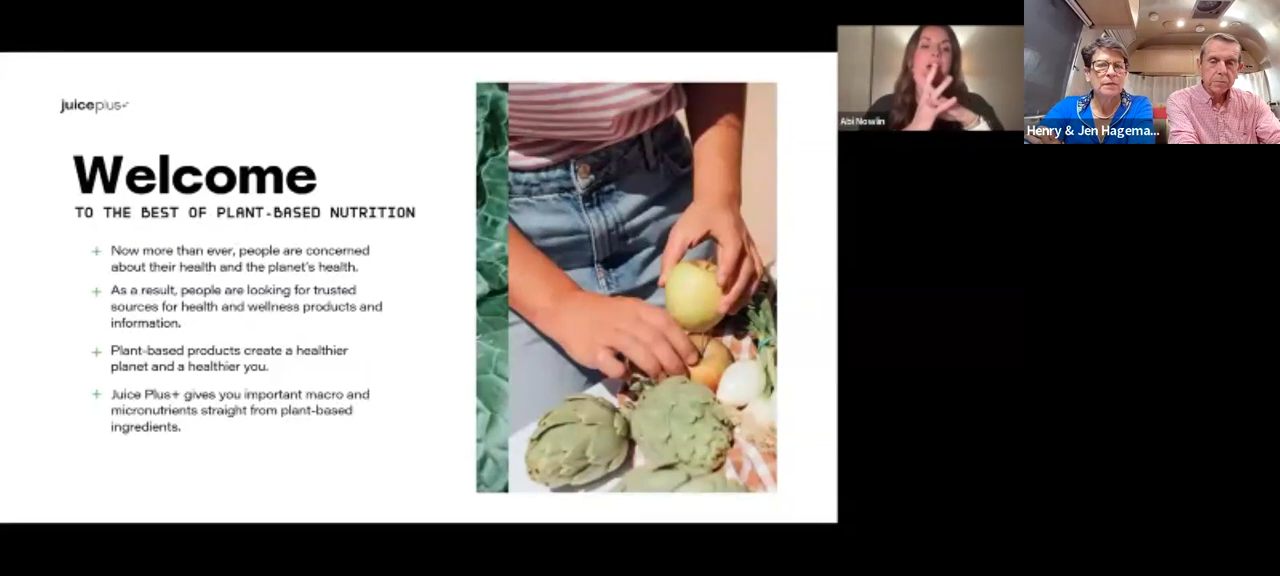 juiceplus+
Welcome
TO THE BEST OF PLANT-BASED NUTRITION
+ Now more than ever, people are concerned
about their health and the planet's health.
+ As a result, people are looking for trusted
sources for health and wellness products and
information.
+ Plant-based products create a healthier
planet and a healthier you.
+ Juice Plus+ gives you important macro and
micronutrients straight from plant-based
ingredients.
Abi Nowlin
Henry & Jen Hagema...